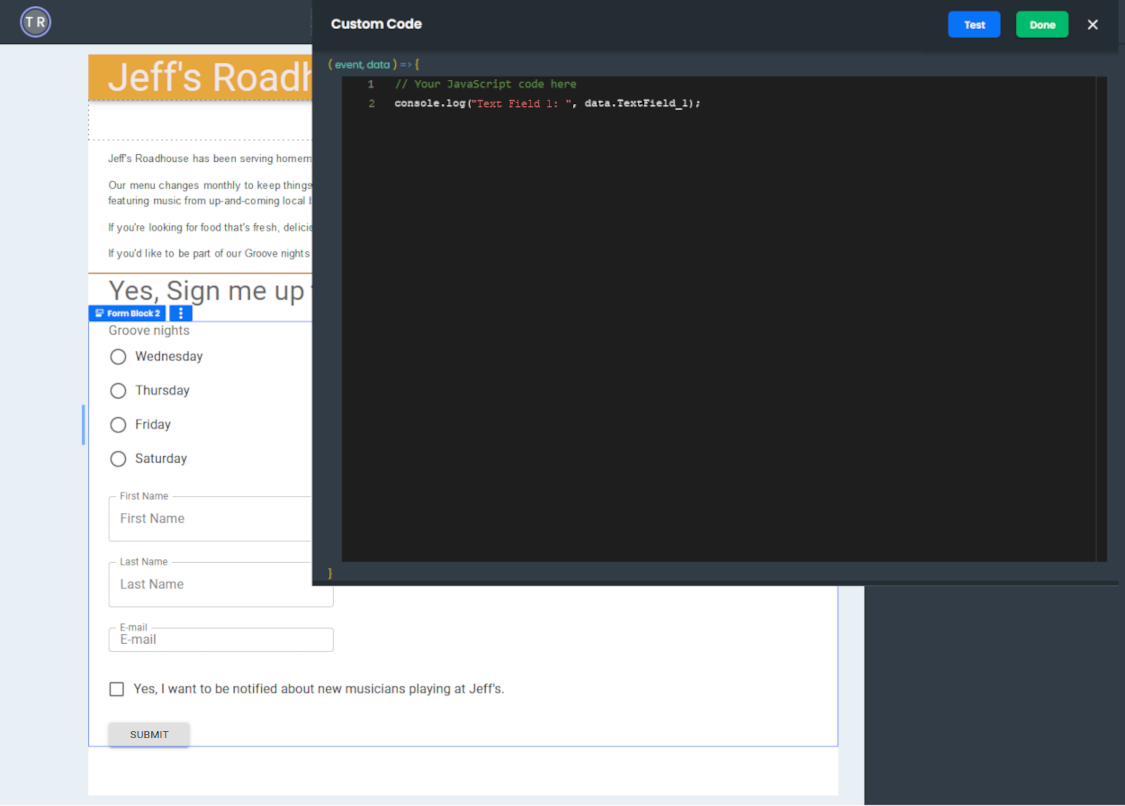 TR
Custom Code
Test
Done
( event, data ) => {
1 // Your JavaScript code here
2 console.log("Text Field 1: ", data.TextField_1);
}
Jeff's Roadh
Jeff's Roadhouse has been serving homem
Our menu changes monthly to keep things
featuring music from up-and-coming local
If you're looking for food that's fresh, delici
If you'd like to be part of our Groove nights
Yes, Sign me up
Form Block 2
Groove nights
Wednesday
Thursday
Friday
Saturday
First Name
First Name
Last Name
Last Name
E-mail
E-mail
Yes, I want to be notified about new musicians playing at Jeff's.
SUBMIT